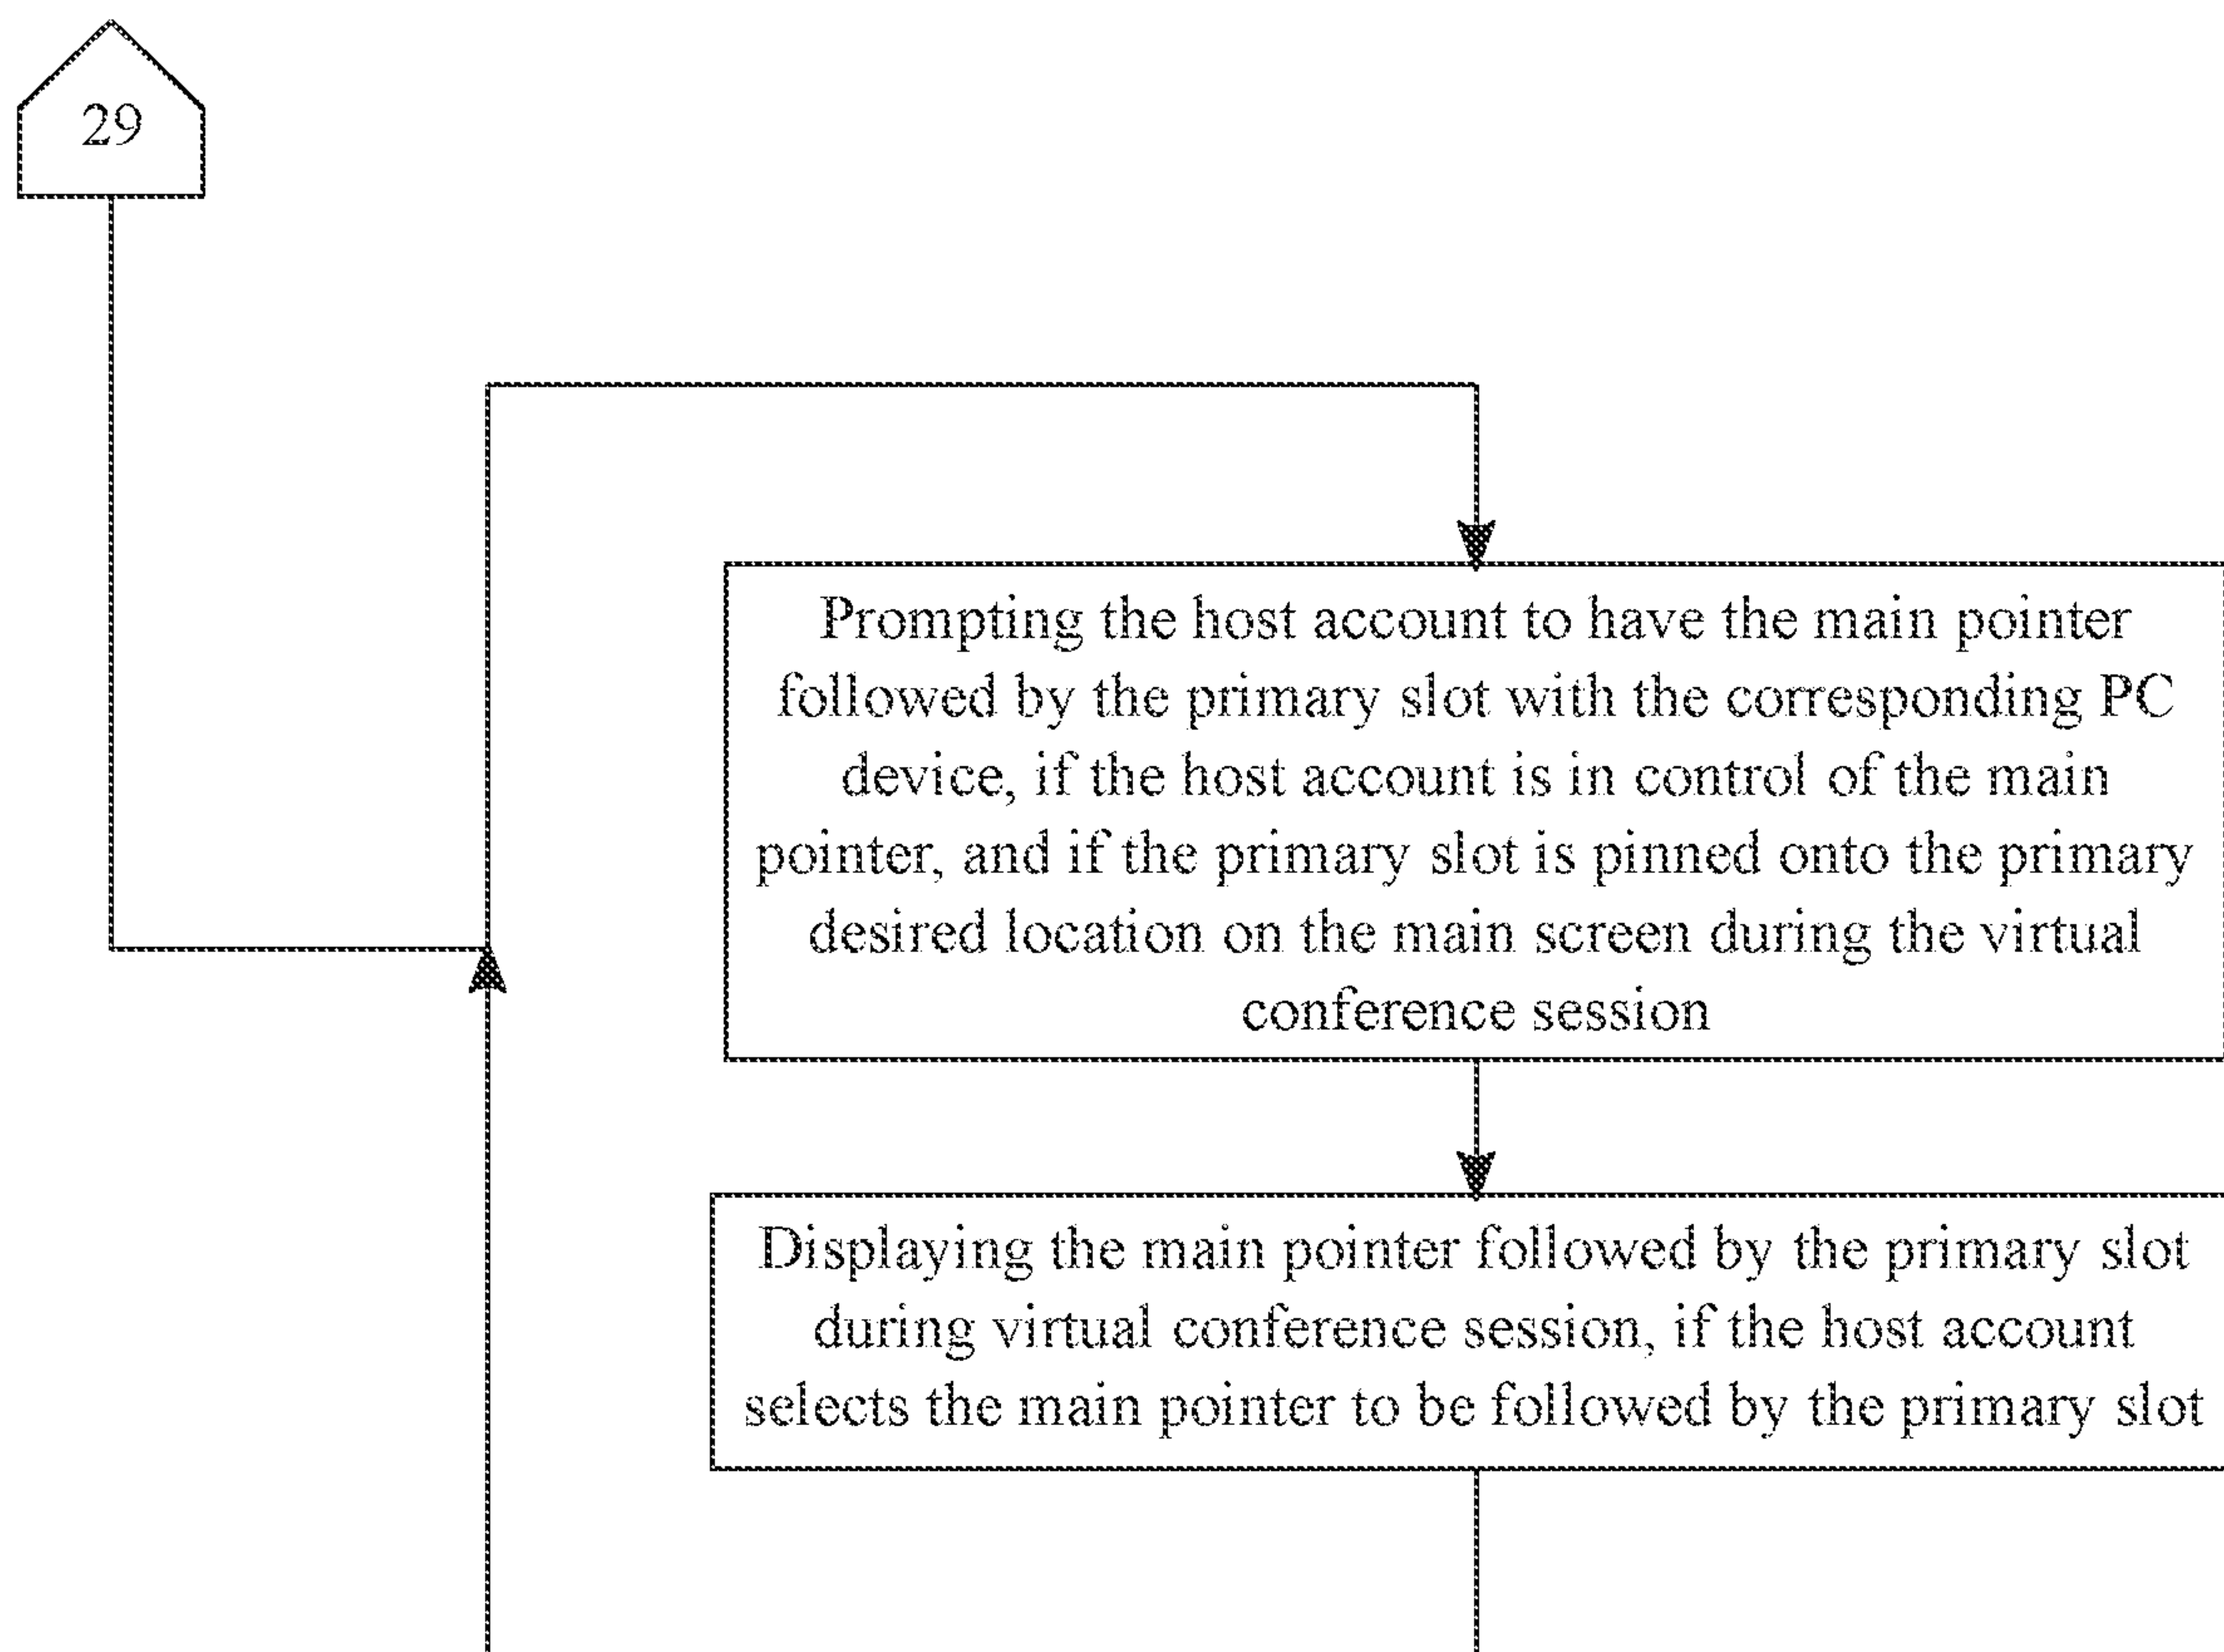 29
Prompting the host account to have the main pointer
followed by the primary slot with the corresponding PC
device, if the host account is in control of the main
pointer, and if the primary slot is pinned onto the primary
desired location on the main screen during the virtual
conference session
Displaying the main pointer followed by the primary slot
during virtual conference session, if the host account
selects the main pointer to be followed by the primary slot